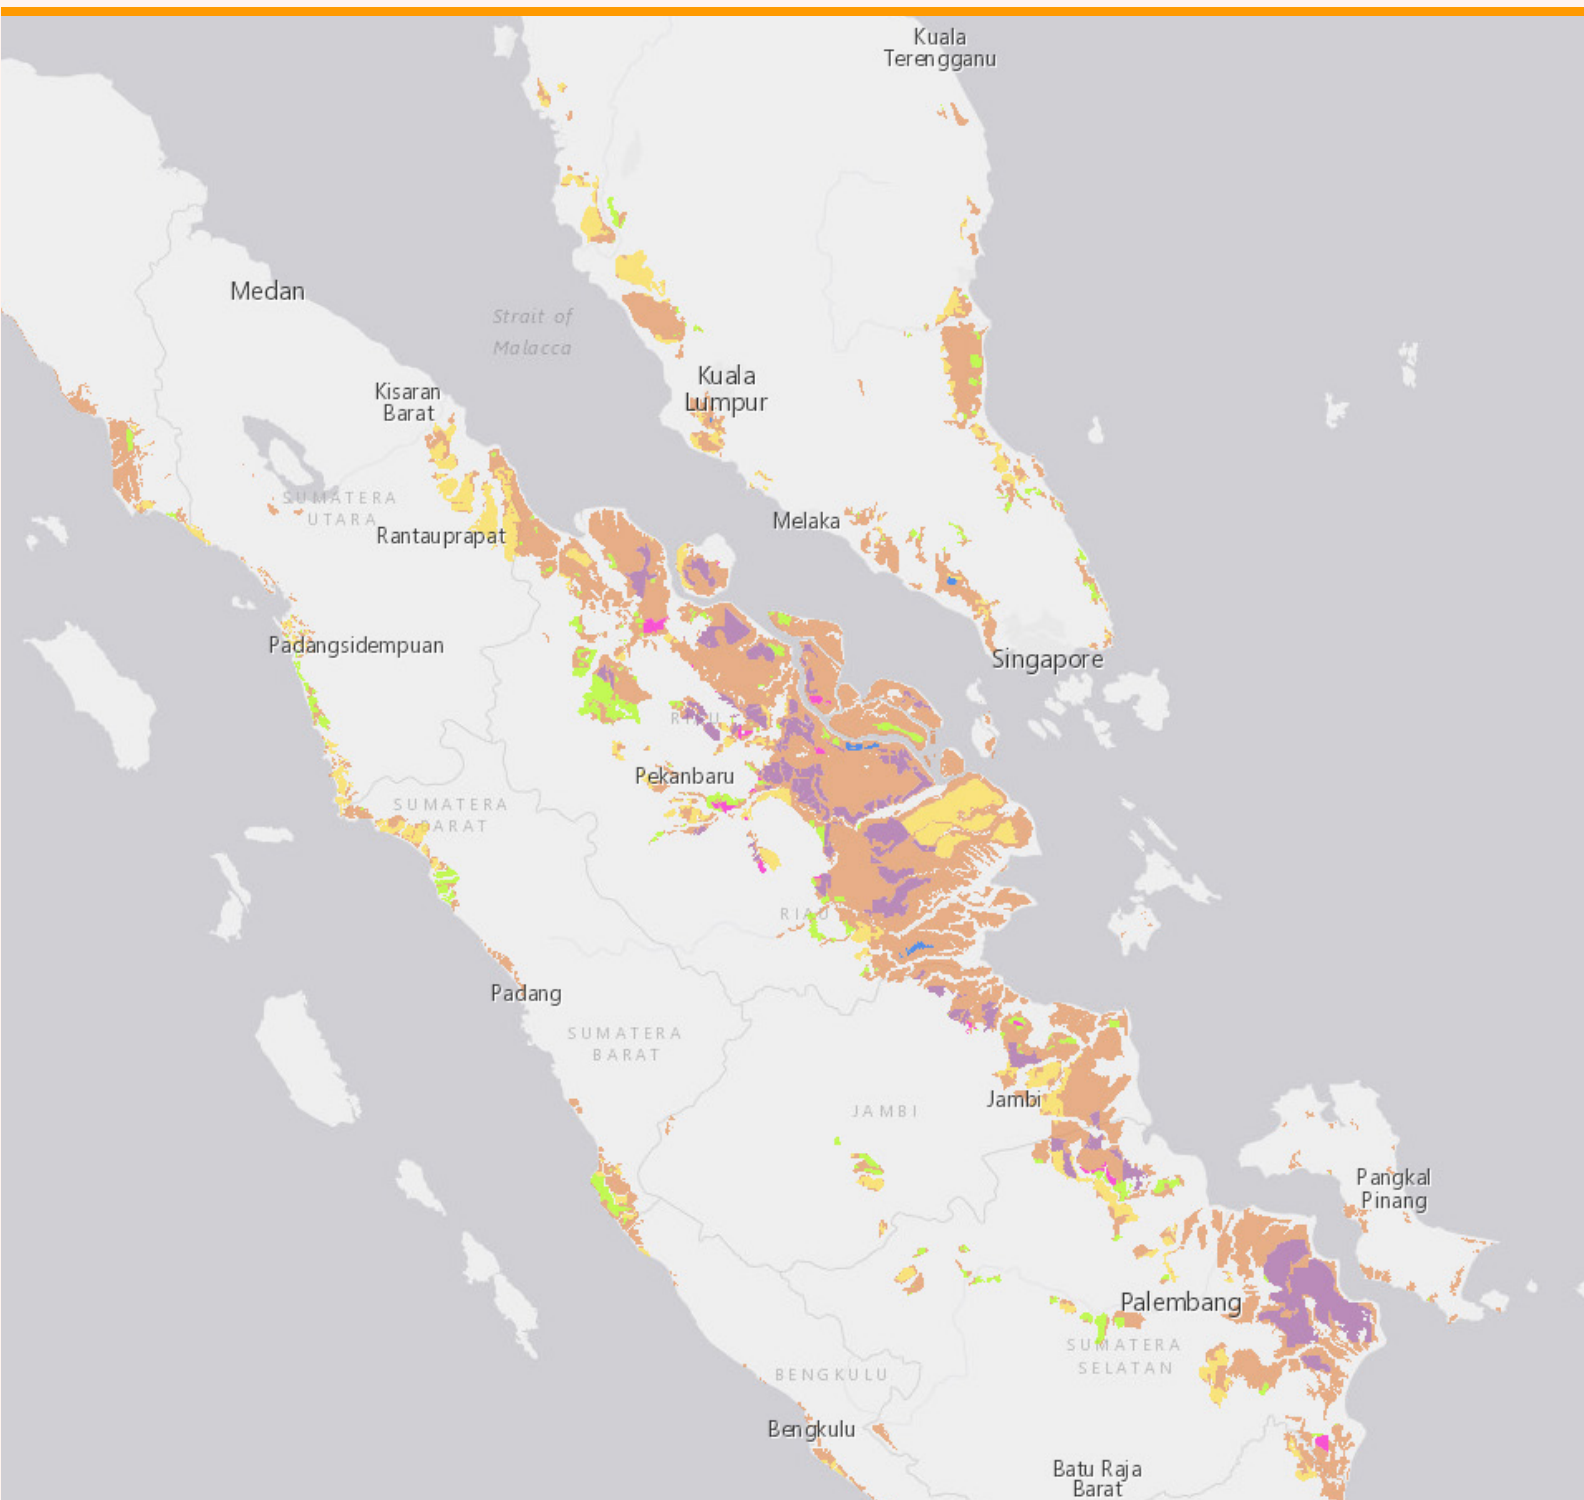 Kuala
Terengganu
Medan
Strait of
Malacca
Kuala
Lumpur
Kisaran
Barat
SUMATERA
UTARA
Rantauprapat
Melaka
Padangsidempuan
Singapore
RIAU
Pekanbaru
SUMATERA
BARAT
RIAU
Padang
SUMATERA
BARAT
Jambi
JAMBI
Pangkal
Pinang
Palembang
SUMATERA
SELATAN
BENGKULU
Bengkulu
Batu Raja
Barat